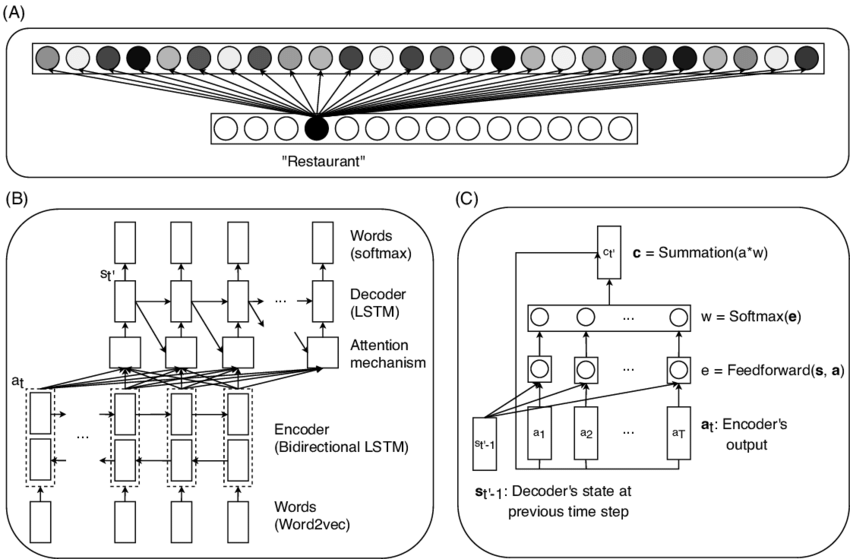 (A)
"Restaurant"
(B)
Words
(softmax)
st'
Decoder
(LSTM)
...
Attention
mechanism
at
...
Encoder
(Bidirectional LSTM)
Words
(Word2vec)
(C)
ct'
c = Summation(a*w)
...
w = Softmax(e)
...
e = Feedforward(s, a)
st'-1
a1
a2
...
aT
at: Encoder's
output
st'-1: Decoder's state at
previous time step